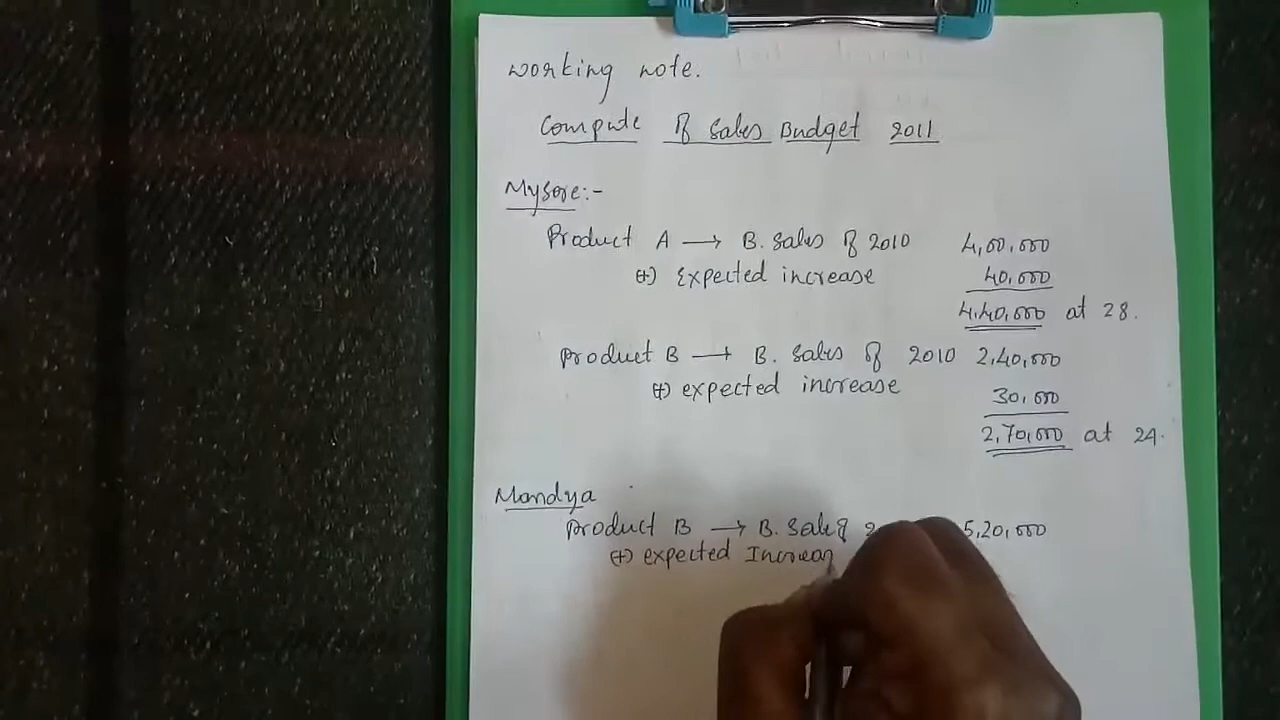 working note.
Compute of Sales Budget 2011
Mysore:-
Product A → B. Sales of 2010 4,00,000
(+) Expected increase 40,000
4,40,000 at 28.
Product B → B. Sales of 2010 2,40,000
(+) expected increase 30,000
2,70,000 at 24.
Mandya
Product B → B. Sales of 5,20,000
(+) expected Increas